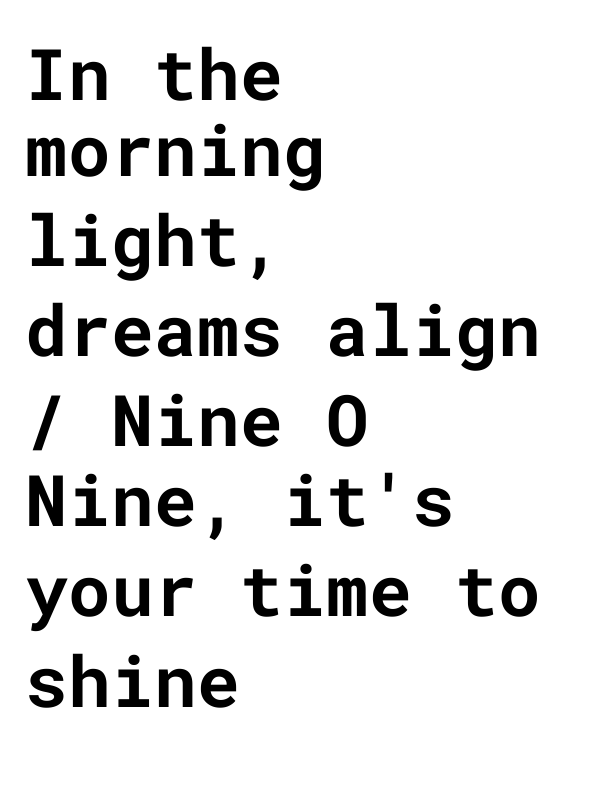 In the
morning
light,
dreams align
/ Nine O
Nine, it's
your time to
shine